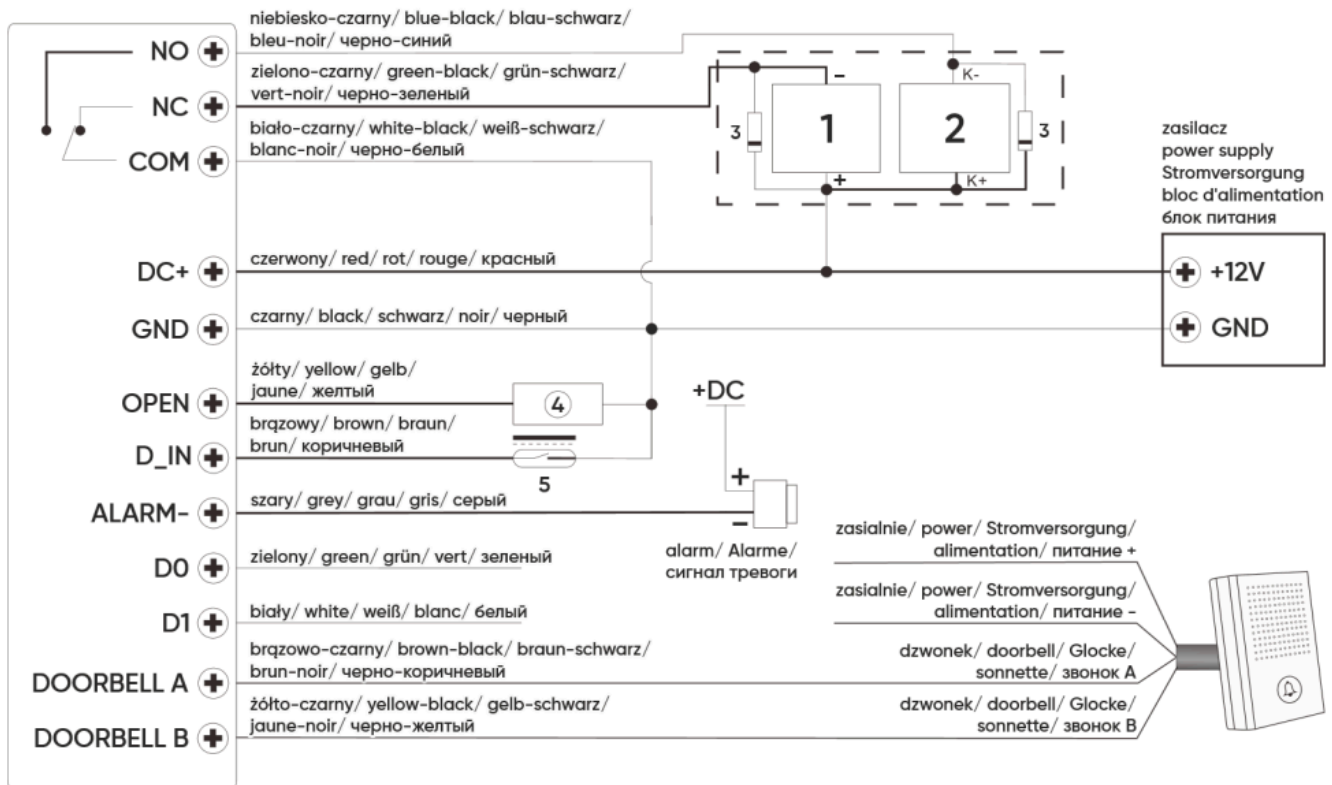 niebiesko-czarny/ blue-black/ blau-schwarz/
bleu-noir/ черно-синий
NO
zielono-czarny/ green-black/ grün-schwarz/
vert-noir/ черно-зеленый
NC
biało-czarny/ white-black/ weiß-schwarz/
blanc-noir/ черно-белый
COM
- K-
3 1 2 3
+ K+
zasilacz
power supply
Stromversorgung
bloc d'alimentation
блок питания
DC+ czerwony/ red/ rot/ rouge/ красный
+12V
GND czarny/ black/ schwarz/ noir/ черный
GND
żółty/ yellow/ gelb/
jaune/ желтый
OPEN
4
brązowy/ brown/ braun/
brun/ коричневый
D_IN
5
+DC
+
-
ALARM- szary/ grey/ grau/ gris/ серый
alarm/ Alarme/
сигнал тревоги
D0 zielony/ green/ grün/ vert/ зеленый
D1 biały/ white/ weiß/ blanc/ белый
zasialnie/ power/ Stromversorgung/
alimentation/ питание +
zasialnie/ power/ Stromversorgung/
alimentation/ питание -
brązowo-czarny/ brown-black/ braun-schwarz/
brun-noir/ черно-коричневый
DOORBELL A
dzwonek/ doorbell/ Glocke/
sonnette/ звонок A
żółto-czarny/ yellow-black/ gelb-schwarz/
jaune-noir/ черно-желтый
DOORBELL B
dzwonek/ doorbell/ Glocke/
sonnette/ звонок B